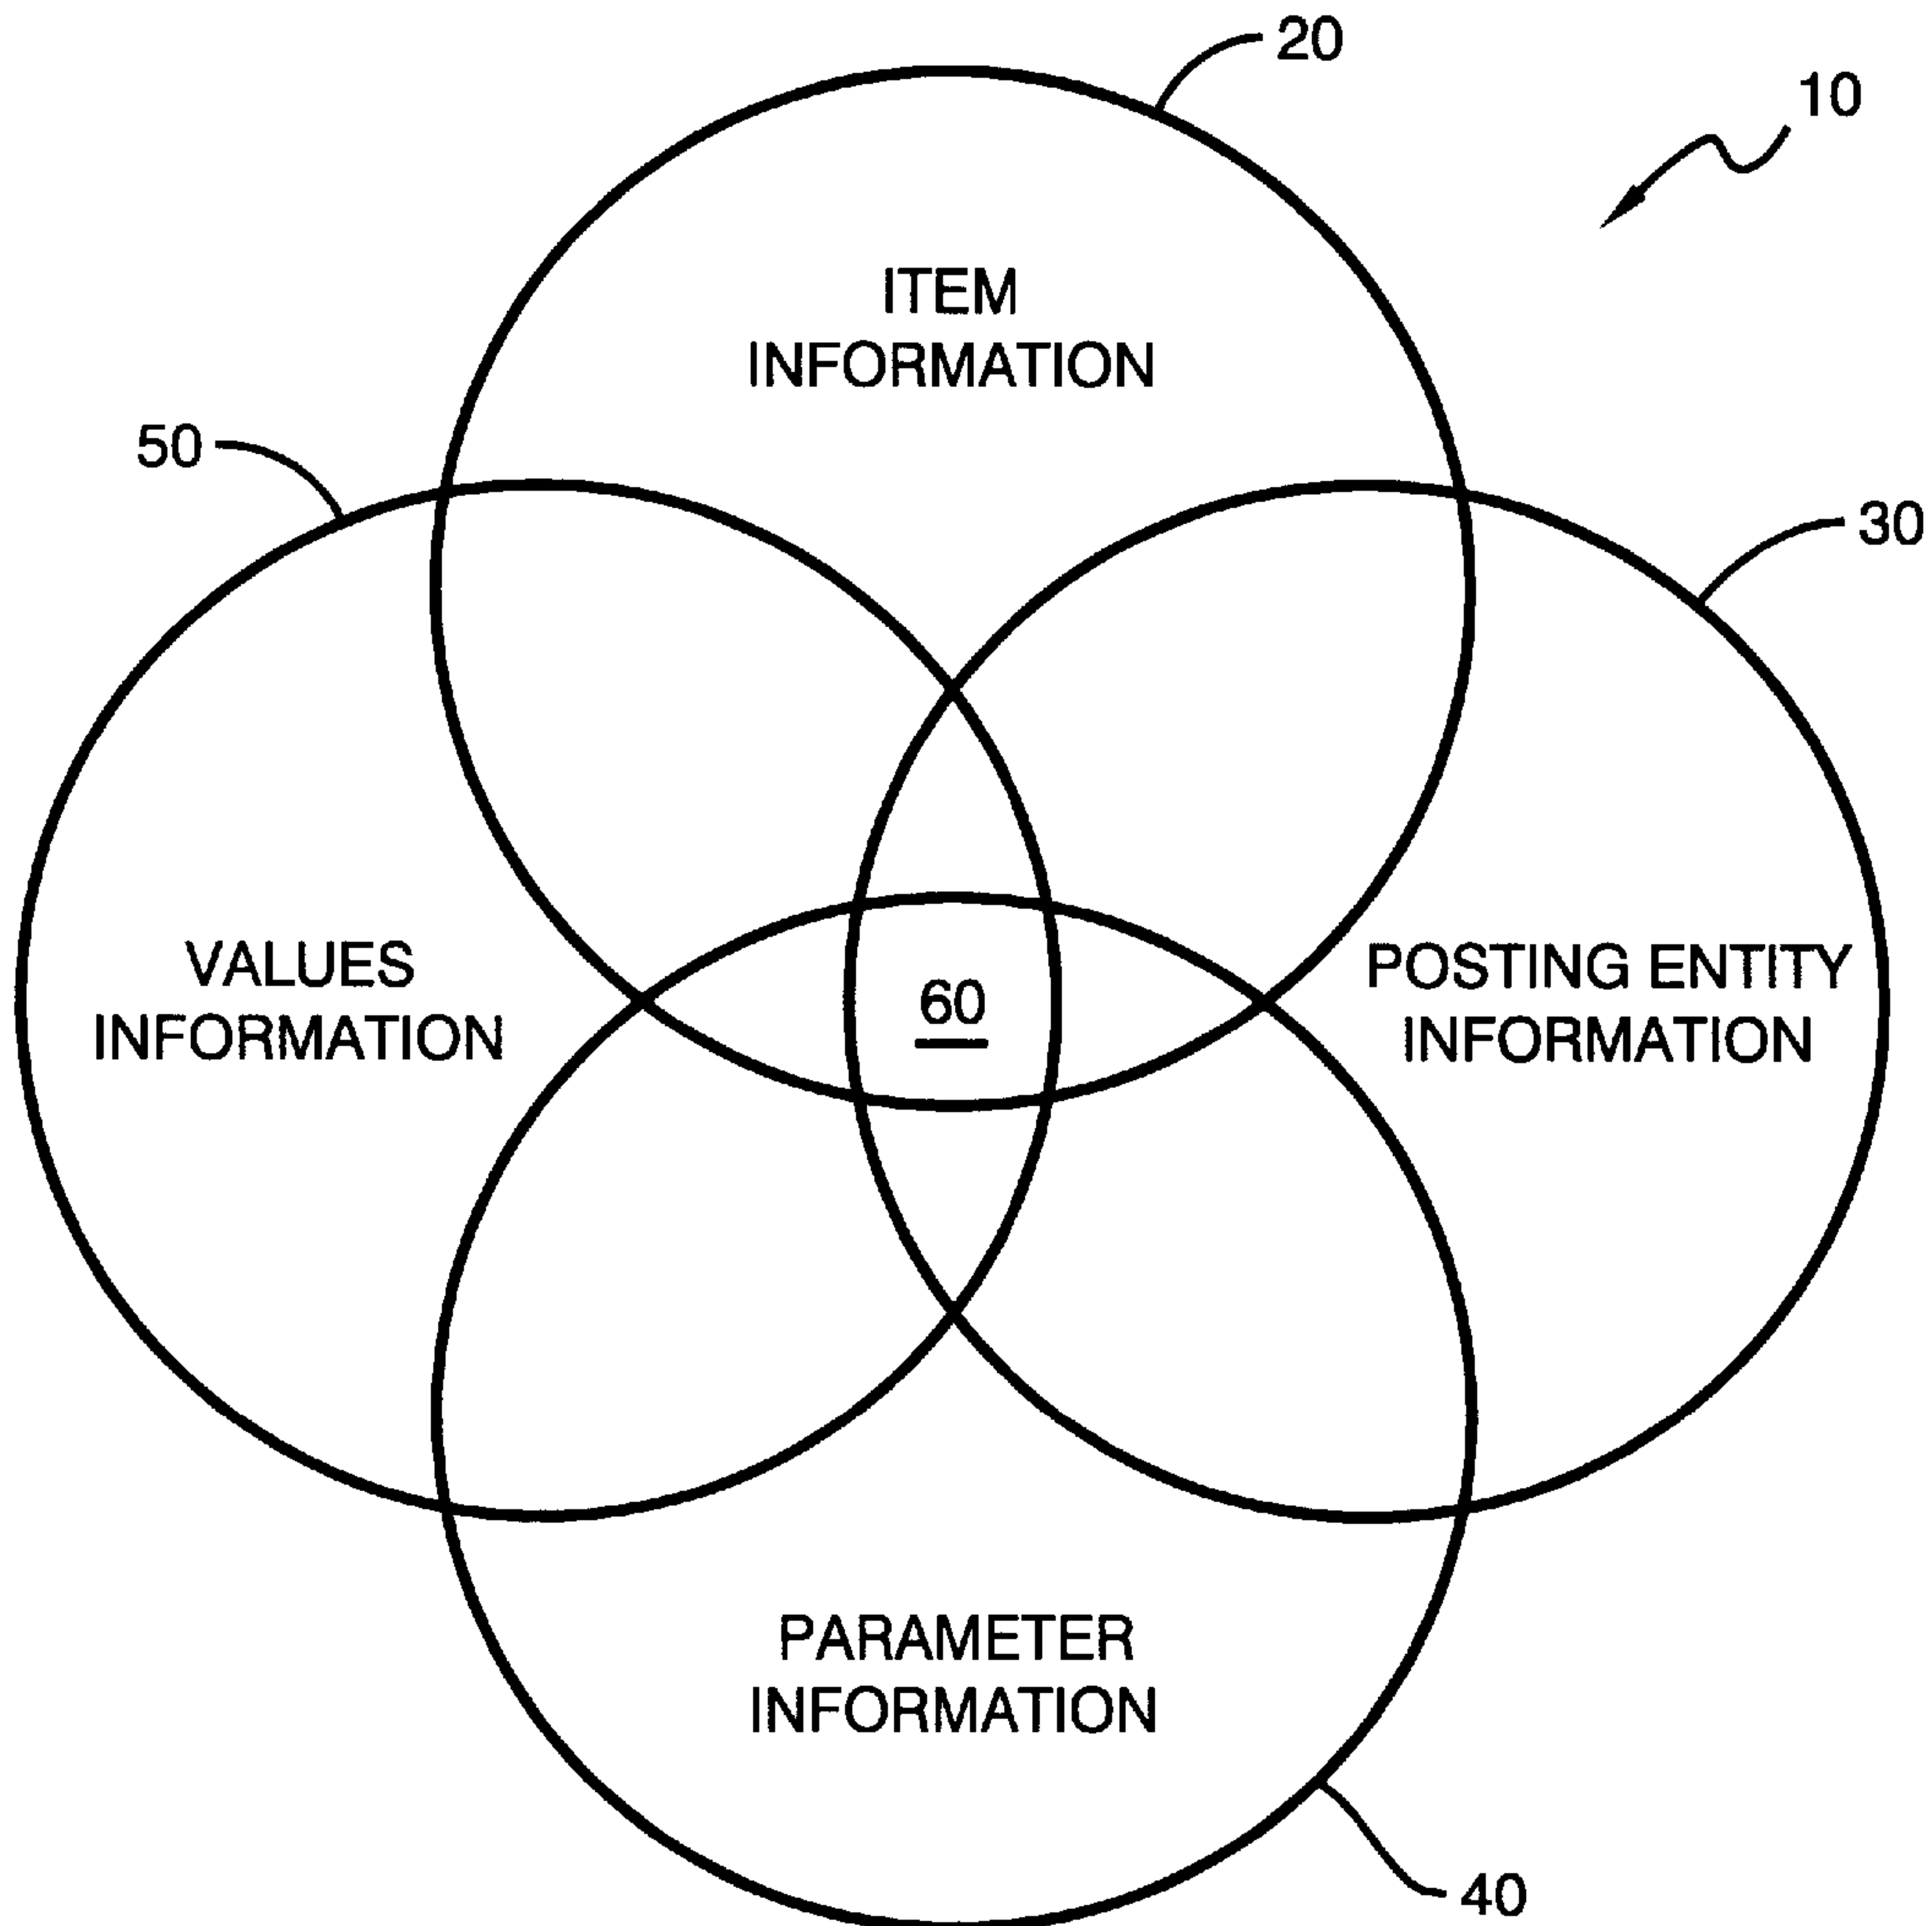 20
10
ITEM
INFORMATION
50
30
VALUES
INFORMATION
60
POSTING ENTITY
INFORMATION
PARAMETER
INFORMATION
40